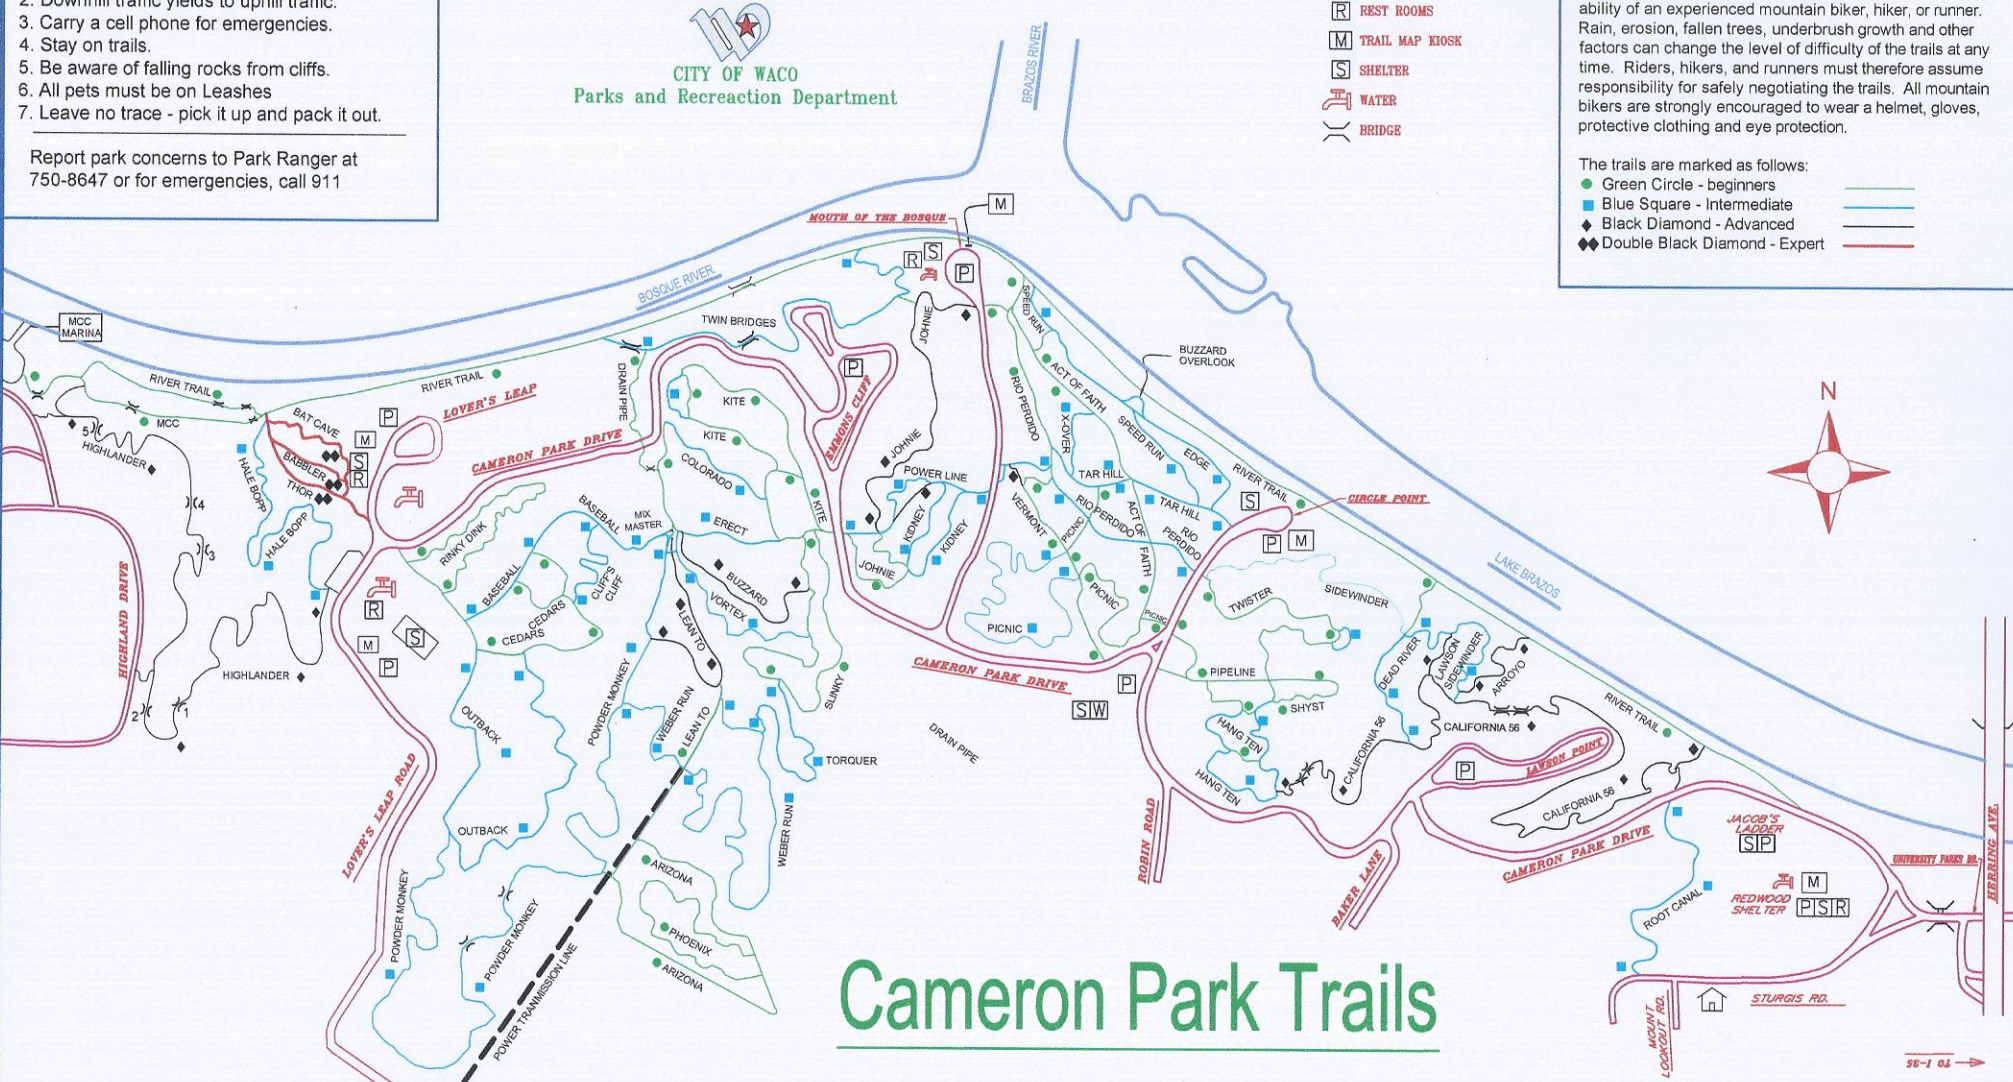 2. Downhill traffic yields to uphill traffic.
3. Carry a cell phone for emergencies.
4. Stay on trails.
5. Be aware of falling rocks from cliffs.
6. All pets must be on Leashes
7. Leave no trace - pick it up and pack it out.
Report park concerns to Park Ranger at
750-8647 or for emergencies, call 911
CITY OF WACO
Parks and Recreaction Department
R REST ROOMS
M TRAIL MAP KIOSK
S SHELTER
WATER
BRIDGE
ability of an experienced mountain biker, hiker, or runner.
Rain, erosion, fallen trees, underbrush growth and other
factors can change the level of difficulty of the trails at any
time. Riders, hikers, and runners must therefore assume
responsibility for safely negotiating the trails. All mountain
bikers are strongly encouraged to wear a helmet, gloves,
protective clothing and eye protection.
The trails are marked as follows:
Green Circle - beginners
Blue Square - Intermediate
Black Diamond - Advanced
Double Black Diamond - Expert
BRAZOS RIVER
M
MOUTH OF THE BOSQUE
R
S
P
BOSQUE RIVER
MCC
MARINA
TWIN BRIDGES
JOHNIE
SPEED RUN
BUZZARD
OVERLOOK
N
RIVER TRAIL
RIVER TRAIL
LOVER'S LEAP
DRAIN PIPE
KITE
P
EMMONS CLIFF
RIO PERDIDO
ACT OF FAITH
X-OVER
SPEED RUN
EDGE
RIVER TRAIL
MCC
BAT CAVE
P
M
S
R
BABBLER
THOR
5
HIGHLANDER
HALE BOPP
CAMERON PARK DRIVE
KITE
COLORADO
KITE
JOHNIE
POWER LINE
TAR HILL
S
CIRCLE POINT
4
3
HALE BOPP
RINKY DINK
BASEBALL
MIX
MASTER
ERECT
KIDNEY
KIDNEY
VERMONT
PICNIC
RIO PERDIDO
ACT OF
FAITH
TAR HILL
RIO
PERDIDO
P
M
LAKE BRAZOS
HIGHLAND DRIVE
BASEBALL
CLIFFS
CLIFF
BUZZARD
VORTEX
JOHNIE
PICNIC
PICNIC
TWISTER
SIDEWINDER
R
M
S
P
CEDARS
CEDARS
LEAN TO
PICNIC
HIGHLANDER
2
1
CAMERON PARK DRIVE
P
S W
PIPELINE
SHYST
DEAD RIVER
LAWSON
SIDEWINDER
ARROYO
OUTBACK
POWDER MONKEY
WEBER RUN
LEAN TO
SLINKY
DRAIN PIPE
HANG TEN
CALIFORNIA 56
CALIFORNIA 56
RIVER TRAIL
TORQUER
HANG TEN
P
LAWSON POINT
LOVER'S LEAP ROAD
OUTBACK
WEBER RUN
ROBIN ROAD
CALIFORNIA 56
CAMERON PARK DRIVE
JACOB'S
LADDER
S P
UNIVERSITY PARKS DR.
HERRING AVE.
ARIZONA
BAKER LANE
POWDER MONKEY
POWDER MONKEY
PHOENIX
ARIZONA
ROOT CANAL
M
REDWOOD
SHELTER
P S R
POWER TRANMISSION LINE
Cameron Park Trails
STURGIS RD.
MOUNT
LOOKOUT RD.
TO I-36